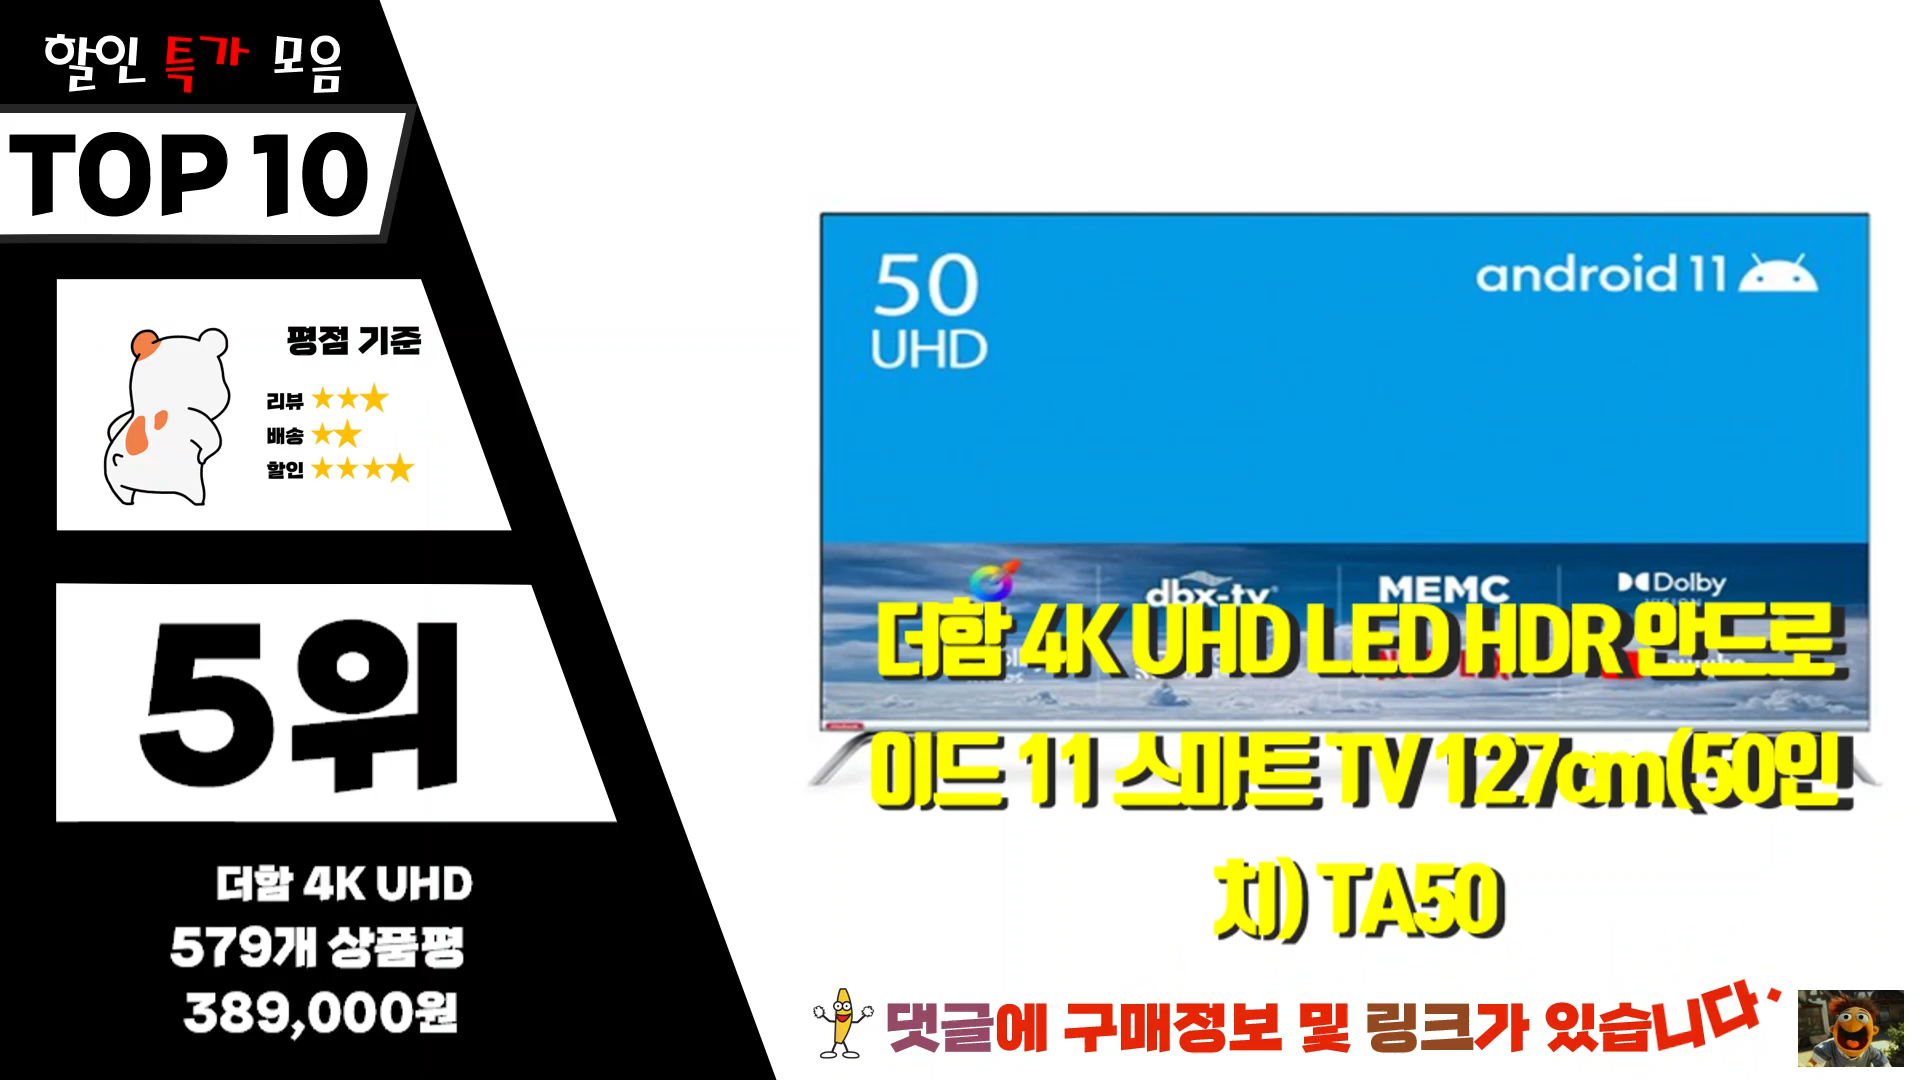 할인 특가 모음
TOP 10
평점 기준
리뷰 ★★★
배송 ★★
할인 ★★★★
5위
더함 4K UHD
579개 상품평
389,000원
50
UHD
android 11
dbx-tv
MEMC
Dolby
VISION
더함 4K UHD LED HDR 안드로
이드 11 스마트 TV 127cm(50인
치) TA50
댓글에 구매정보 및 링크가 있습니다.